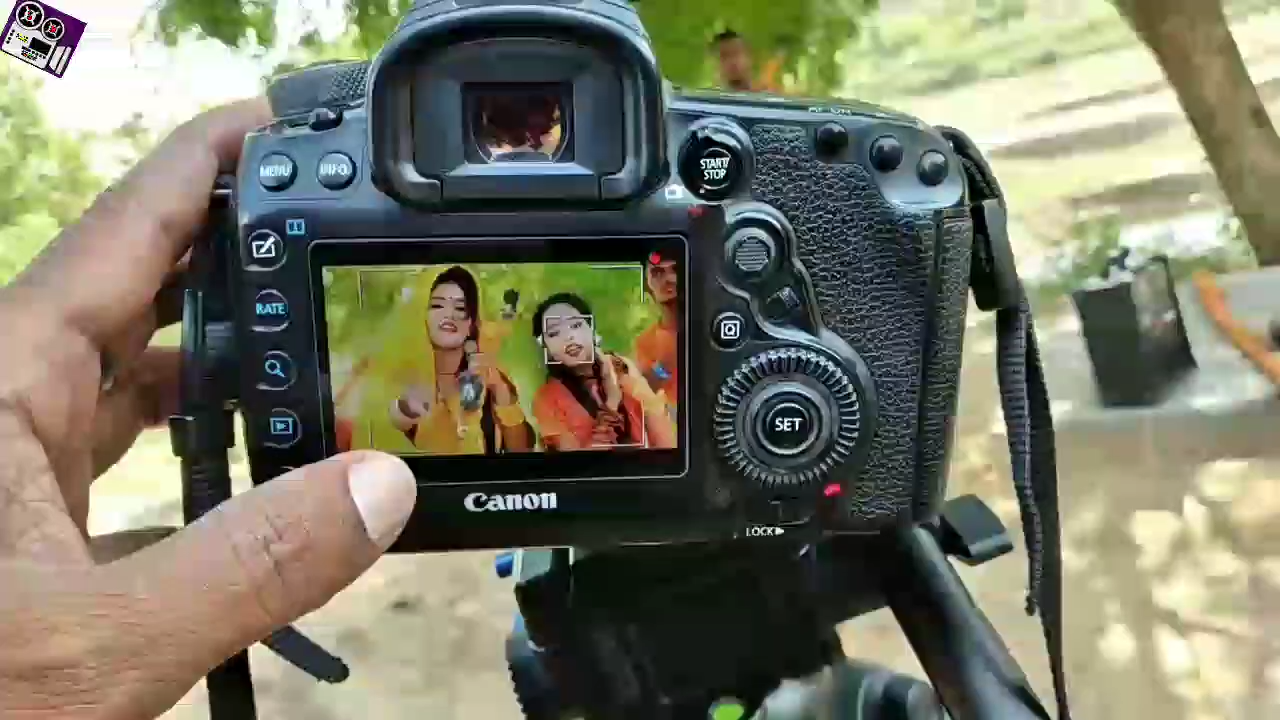 MENU
INFO
START/
STOP
RATE
Q
SET
Canon
LOCK▶